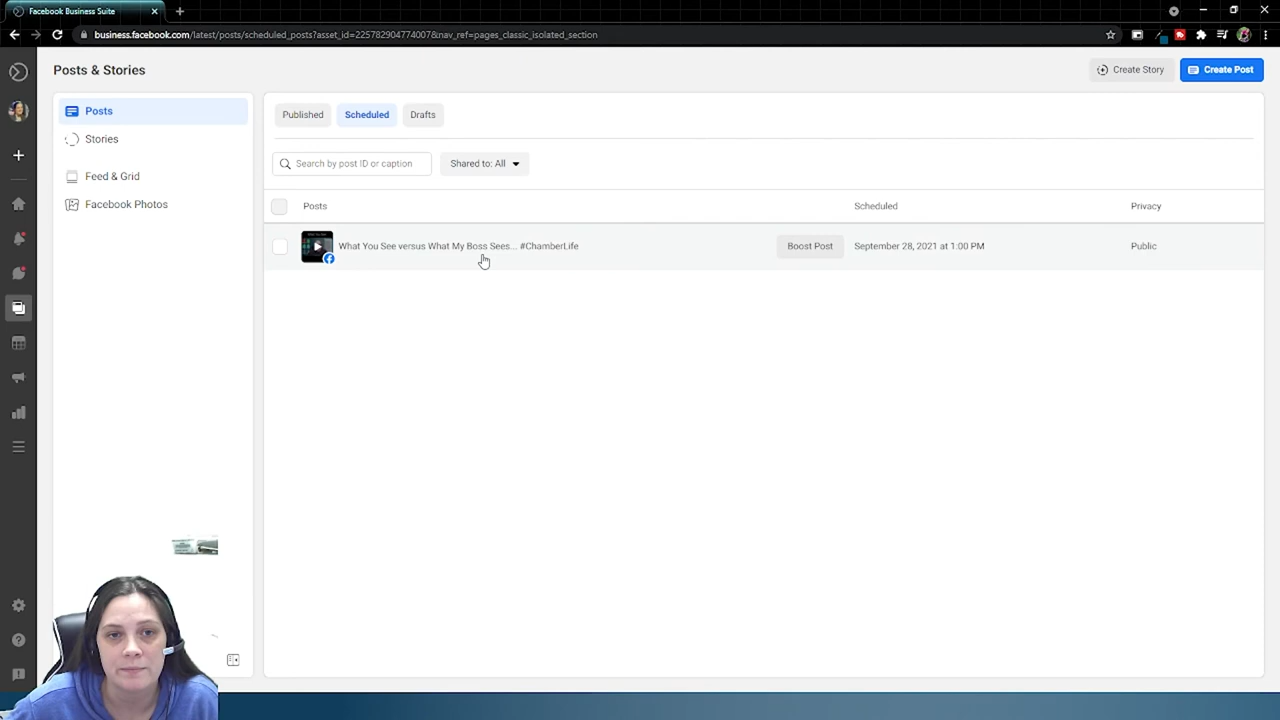 Facebook Business Suite
business.facebook.com/latest/posts/scheduled_posts?asset_id=225782904774007&nav_ref=pages_classic_isolated_section
Posts & Stories
Create Story
Create Post
Posts
Stories
Feed & Grid
Facebook Photos
Published
Scheduled
Drafts
Search by post ID or caption
Shared to: All
Posts
Scheduled
Privacy
What You See versus What My Boss Sees... #ChamberLife
Boost Post
September 28, 2021 at 1:00 PM
Public